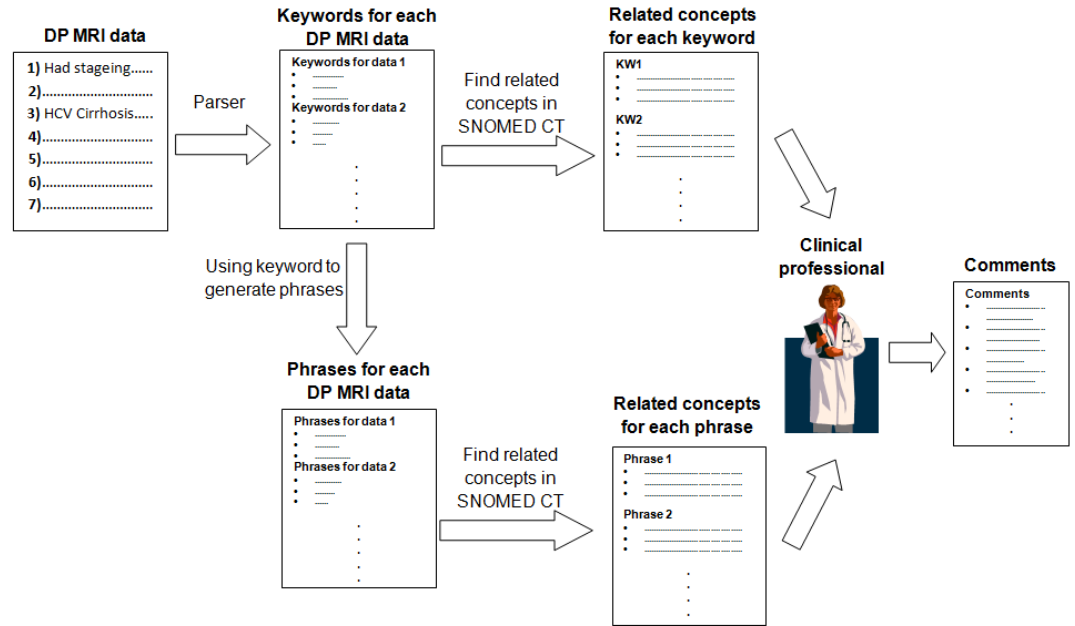 DP MRI data
1) Had stageing......
2)..............................
3) HCV Cirrhosis.....
4)..............................
5)..............................
6)..............................
7)..............................
Parser
Keywords for each
DP MRI data
Keywords for data 1
Keywords for data 2
Find related
concepts in
SNOMED CT
Related concepts
for each keyword
KW1
KW2
Using keyword to
generate phrases
Phrases for each
DP MRI data
Phrases for data 1
Phrases for data 2
Find related
concepts in
SNOMED CT
Related concepts
for each phrase
Phrase 1
Phrase 2
Clinical
professional
Comments
Comments